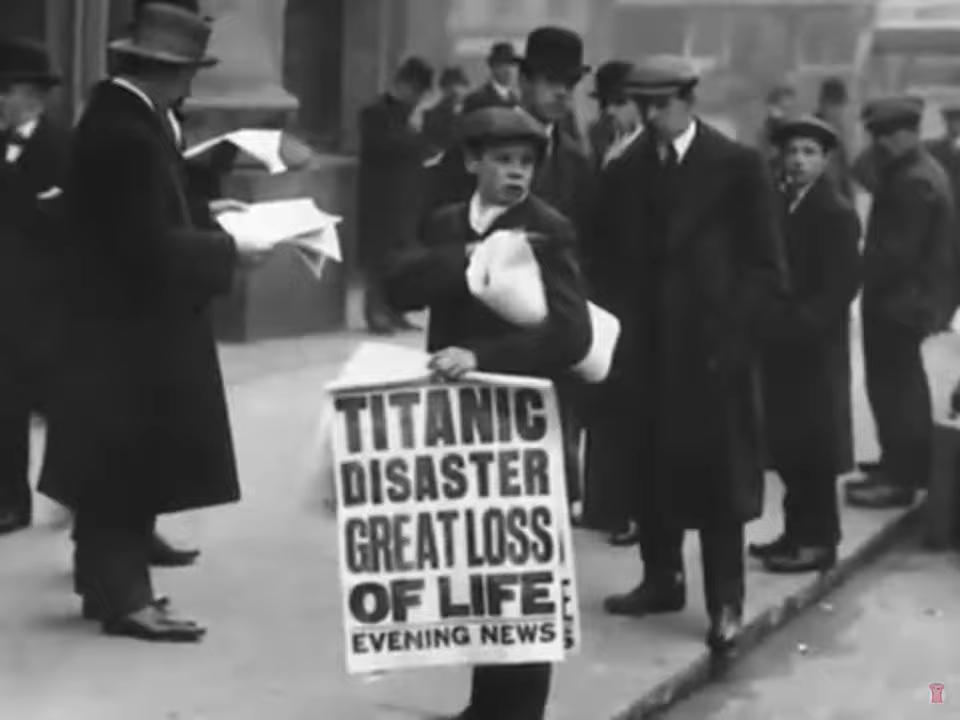 TITANIC
DISASTER
GREAT LOSS
OF LIFE
EVENING NEWS